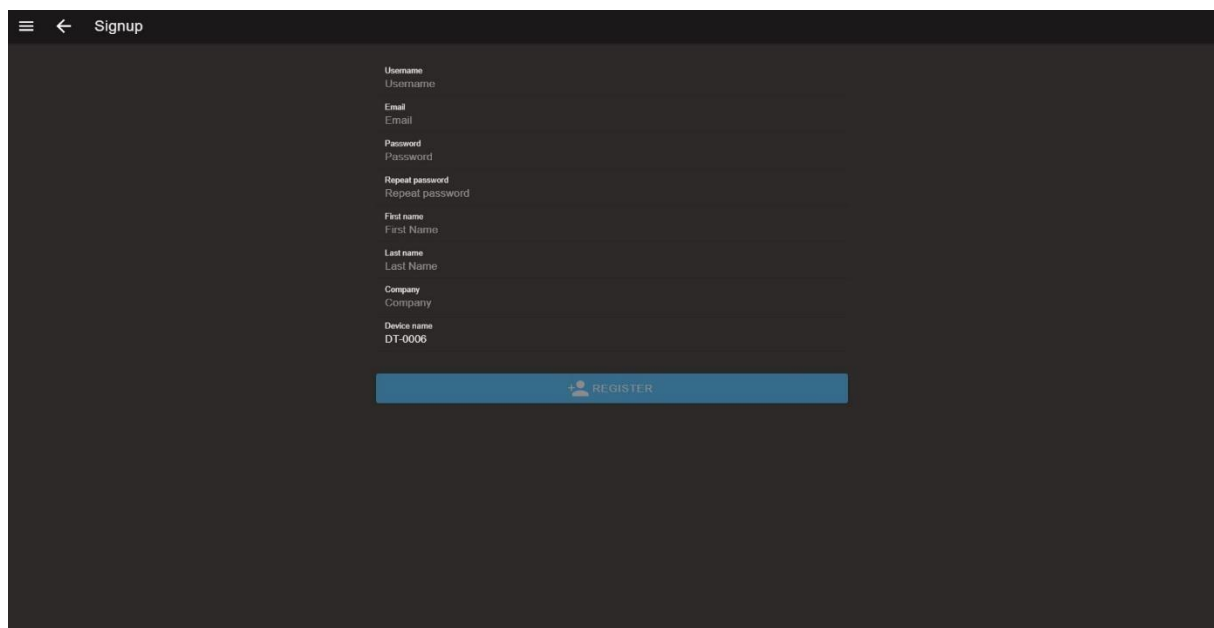 Signup
Username
Username
Email
Email
Password
Password
Repeat password
Repeat password
First name
First Name
Last name
Last Name
Company
Company
Device name
DT-0006
REGISTER